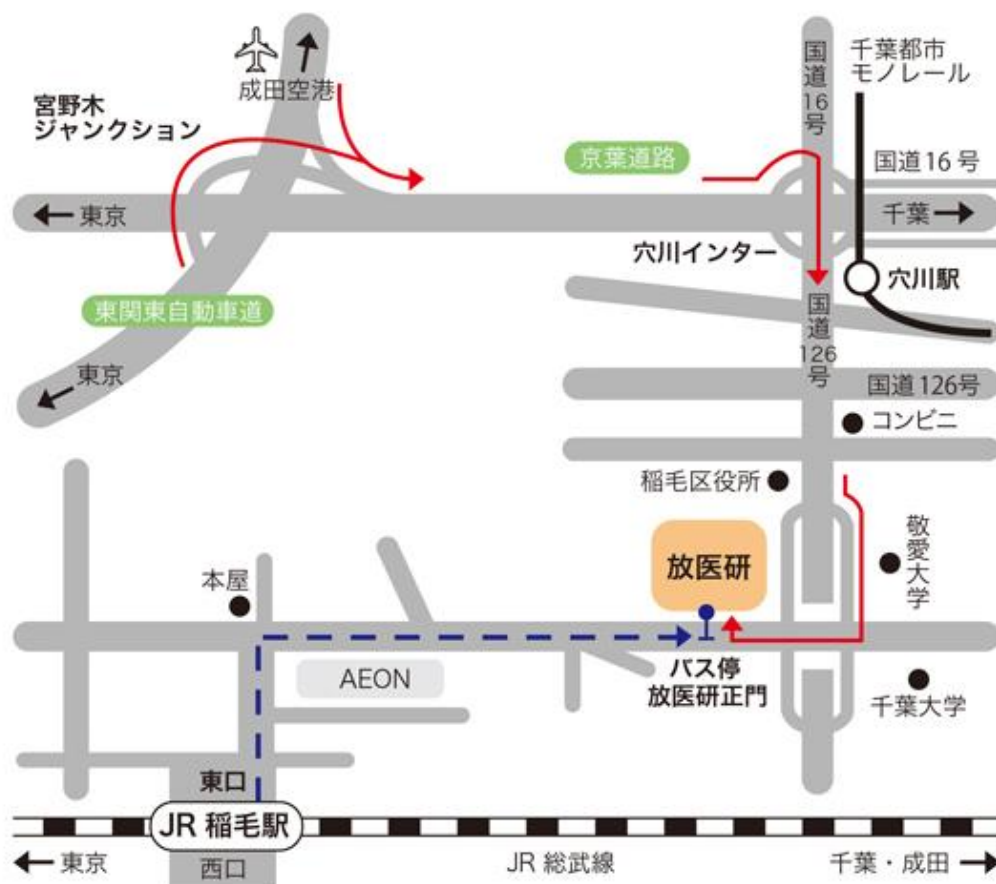 成田空港
宮野木
ジャンクション
国道
16
号
千葉都市
モノレール
京葉道路
国道16号
東京
千葉
穴川インター
穴川駅
東関東自動車道
国道
126
号
東京
国道126号
コンビニ
稲毛区役所
敬愛大学
放医研
本屋
AEON
バス停
放医研正門
千葉大学
東口
JR 稲毛駅
西口
東京
JR 総武線
千葉・成田